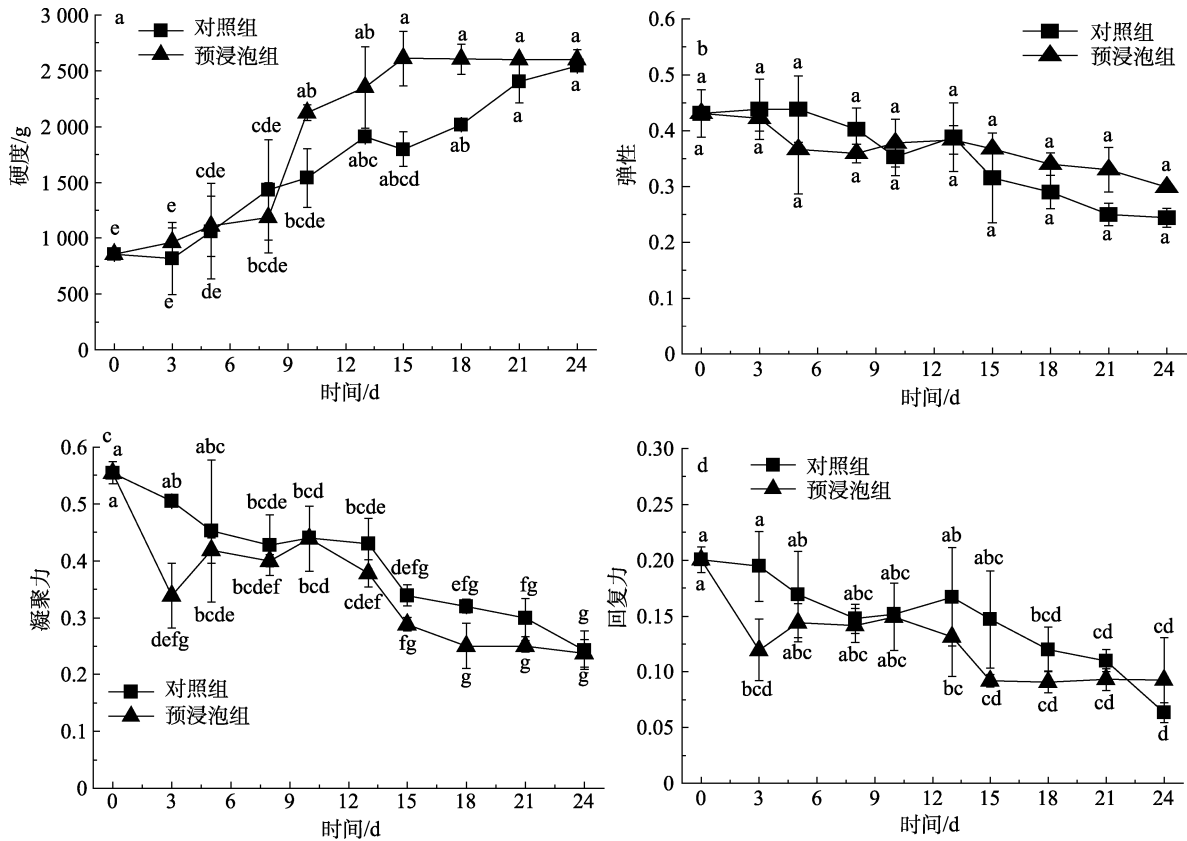 a
对照组
预浸泡组
硬度/g
3 000
2 500
2 000
1 500
1 000
500
0
a a a a
ab
ab
cde
cde
e e
e
de
bcde
bcde
abc
abcd
ab
a
a
0 3 6 9 12 15 18 21 24
时间/d
b
对照组
预浸泡组
弹性
0.6
0.5
0.4
0.3
0.2
0.1
0
a a a a a a a a a a
a a a a a a a a a a
0 3 6 9 12 15 18 21 24
时间/d
c
凝聚力
0.6
0.5
0.4
0.3
0.2
0.1
0
a ab abc bcde bcd bcde defg efg fg g
a defg bcde bcdef bcd cdef fg g g g
对照组
预浸泡组
0 3 6 9 12 15 18 21 24
时间/d
d
对照组
预浸泡组
回复力
0.30
0.25
0.20
0.15
0.10
0.05
0
a a ab abc abc ab abc bcd cd cd
a bcd abc abc abc bc cd cd cd d
0 3 6 9 12 15 18 21 24
时间/d